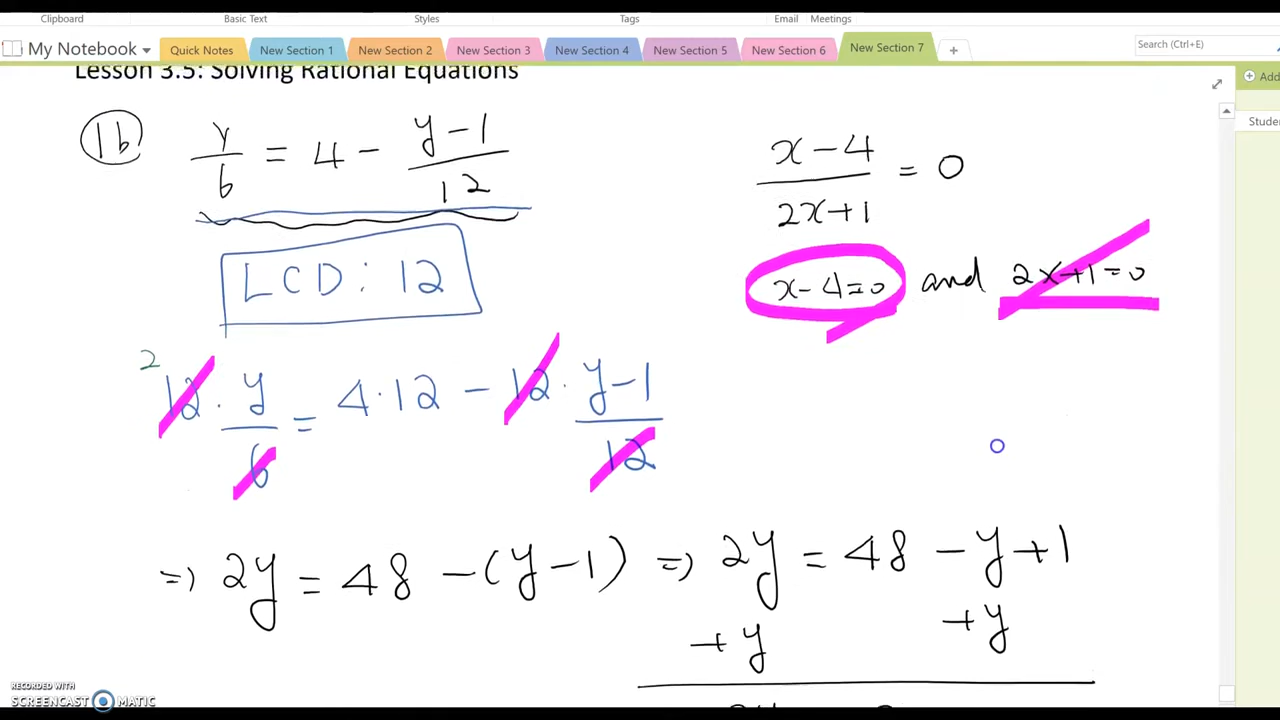 Clipboard Basic Text Styles Tags Email Meetings
My Notebook Quick Notes New Section 1 New Section 2 New Section 3 New Section 4 New Section 5 New Section 6 New Section 7 + Search (Ctrl+E)
Add
Lesson 3.5: Solving Rational Equations
Stude
1b y/6 = 4 - y-1/12
x-4/2x+1 = 0
LCD: 12
x-4=0 and 2x+1=0
2
12 · y/6 = 4·12 - 12 · y-1/12
=> 2y = 48 -(y-1) => 2y = 48 -y+1
+y +y
RECORDED WITH
SCREENCAST MATIC